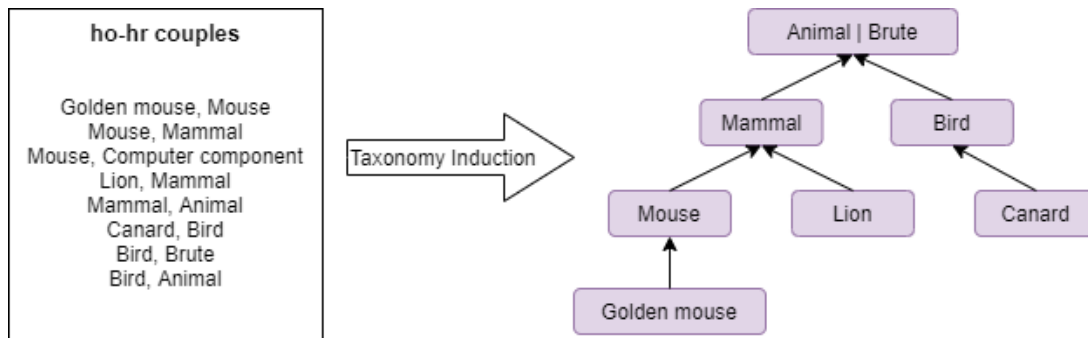 ho-hr couples
Golden mouse, Mouse
Mouse, Mammal
Mouse, Computer component
Lion, Mammal
Mammal, Animal
Canard, Bird
Bird, Brute
Bird, Animal
Taxonomy Induction
Animal | Brute
Mammal
Bird
Mouse
Lion
Canard
Golden mouse